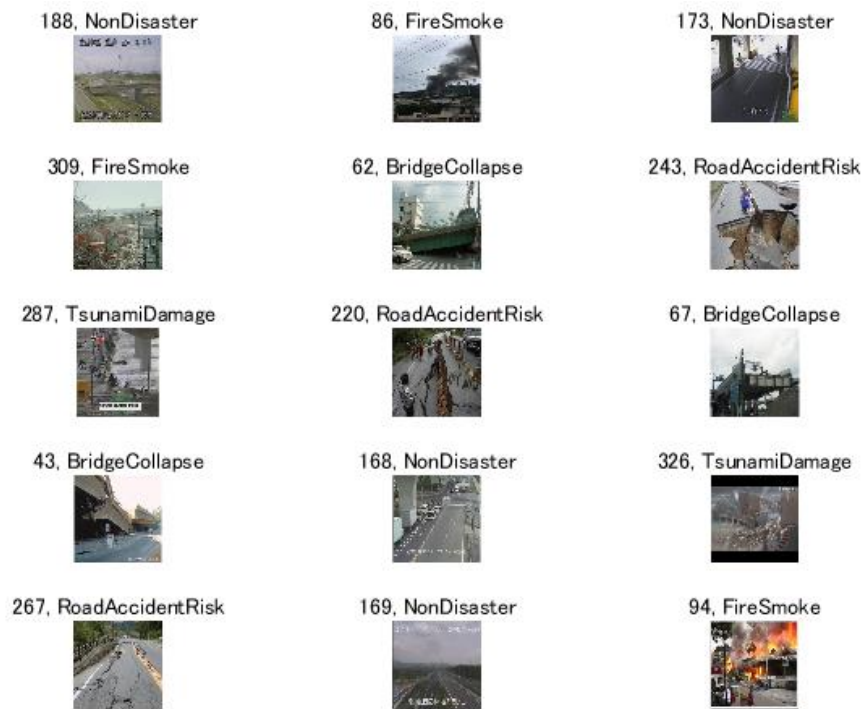 188, NonDisaster
86, FireSmoke
173, NonDisaster
309, FireSmoke
62, BridgeCollapse
243, RoadAccidentRisk
287, TsunamiDamage
220, RoadAccidentRisk
67, BridgeCollapse
43, BridgeCollapse
168, NonDisaster
326, TsunamiDamage
267, RoadAccidentRisk
169, NonDisaster
94, FireSmoke